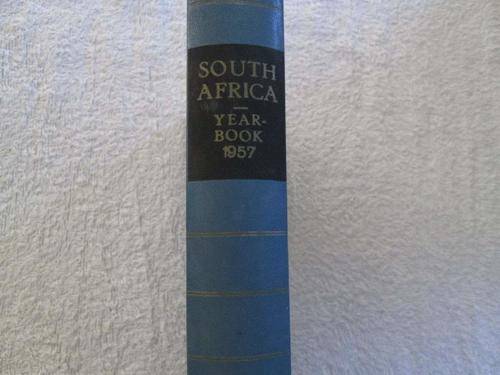 SOUTH
AFRICA
YEAR-
BOOK
1957